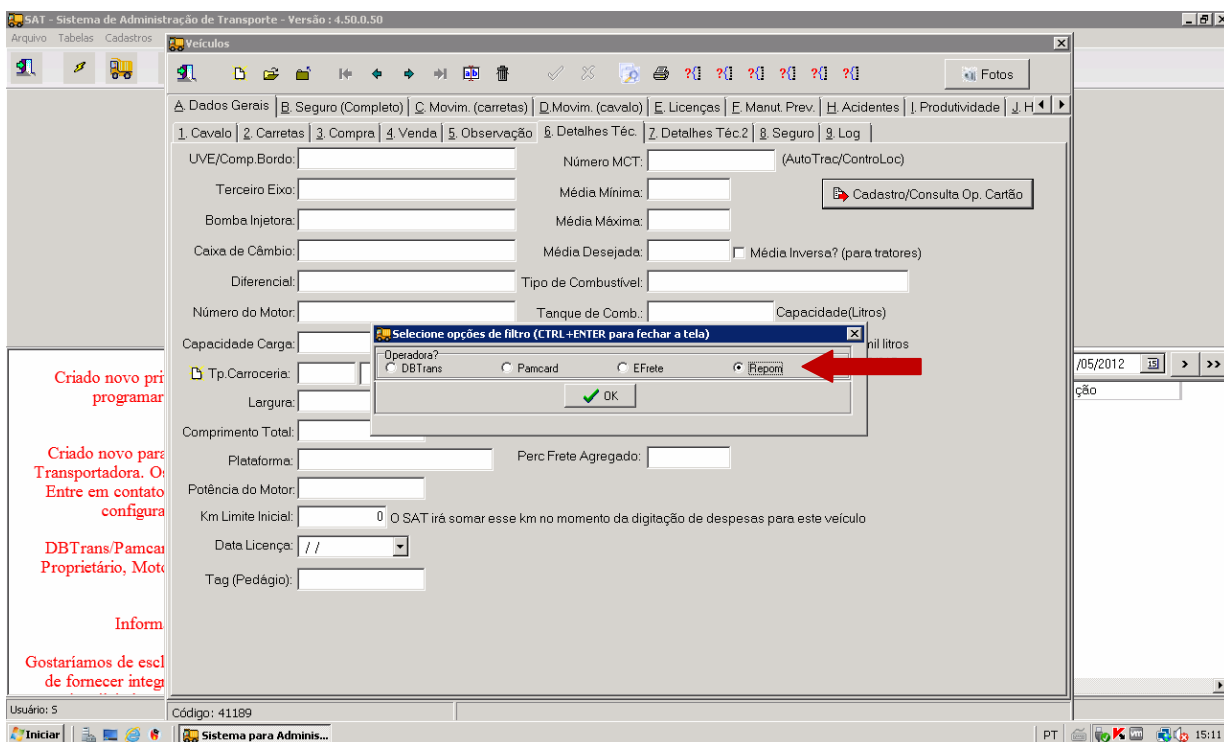 SAT - Sistema de Administração de Transporte - Versão : 4.50.0.50
Arquivo Tabelas Cadastros
Veículos
Fotos
A. Dados Gerais B. Seguro (Completo) C. Movim. (carretas) D.Movim. (cavalo) E. Licenças F. Manut. Prev. H. Acidentes I. Produtividade J. H
1. Cavalo 2. Carretas 3. Compra 4. Venda 5. Observação 6. Detalhes Téc. 7. Detalhes Téc.2 8. Seguro 9. Log
UVE/Comp.Bordo: Número MCT: (AutoTrac/ControLoc)
Terceiro Eixo: Média Mínima: Cadastro/Consulta Op. Cartão
Bomba Injetora: Média Máxima:
Caixa de Câmbio: Média Desejada: Média Inversa? (para tratores)
Diferencial: Tipo de Combustível:
Número do Motor: Tanque de Comb.: Capacidade(Litros)
Selecione opções de filtro (CTRL+ENTER para fechar a tela)
Capacidade Carga: nil litros
Operadora?
DBTrans Pamcard EFrete Repom
OK
Tp.Carroceria:
Largura:
Comprimento Total:
Plataforma: Perc Frete Agregado:
Potência do Motor:
Km Limite Inicial: 0 O SAT irá somar esse km no momento da digitação de despesas para este veículo
Data Licença: / /
Tag (Pedágio):
/05/2012 15 > >>
ção
Criado novo pri
programar
Criado novo para
Transportadora. O
Entre em contato
configura
DBTrans/Pamcar
Proprietário, Moto
Inform
Gostaríamos de escl
de fornecer integr
Usuário: S
Código: 41189
Iniciar Sistema para Adminis... PT 15:11